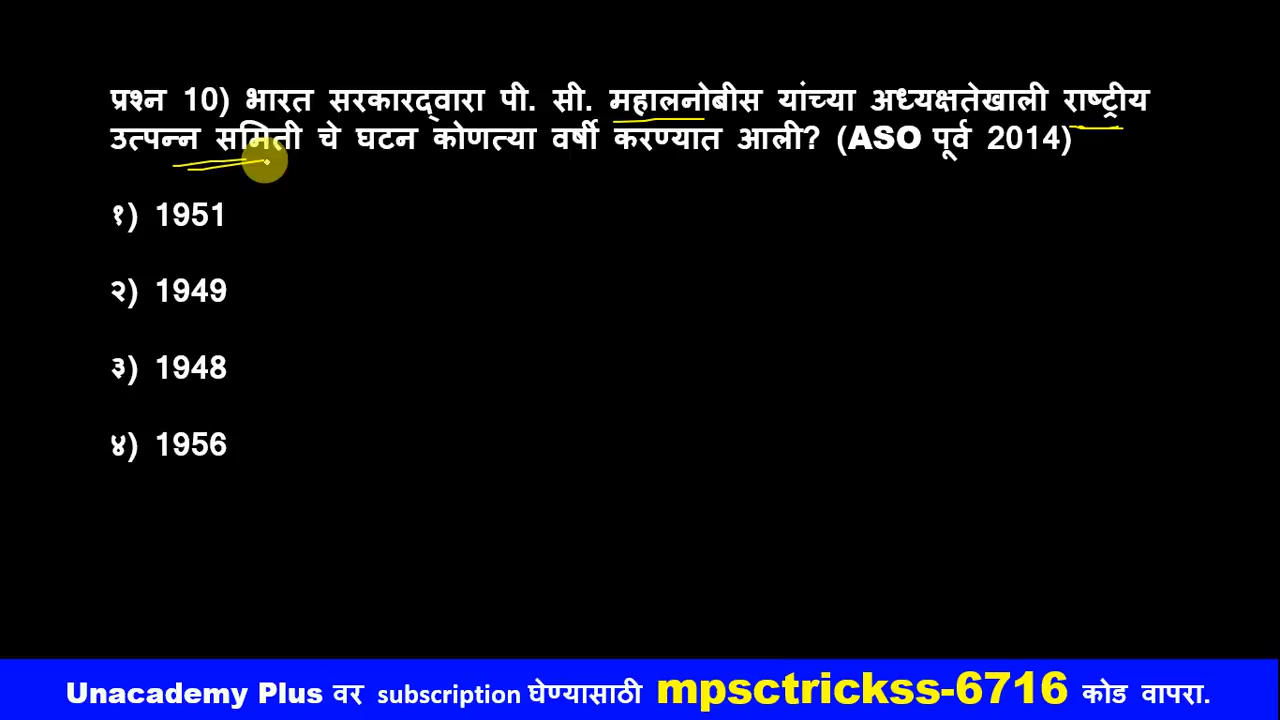 प्रश्न 10) भारत सरकारद्‌वारा पी. सी. महालनोबीस यांच्या अध्यक्षतेखाली राष्ट्रीय
उत्पन्न समिती चे घटन कोणत्या वर्षी करण्यात आली? (ASO पूर्व 2014)
१) 1951
२) 1949
३) 1948
४) 1956
Unacademy Plus वर subscription घेण्यासाठी mpsctrickss-6716 कोड वापरा.